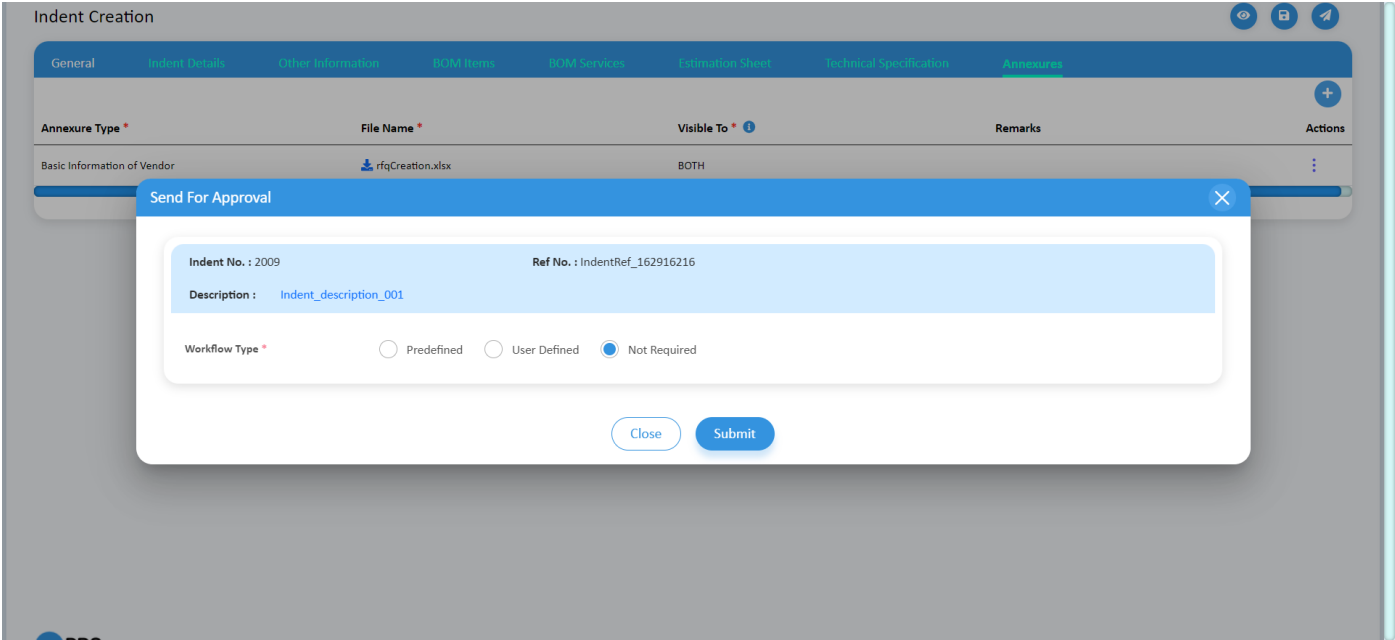 Indent Creation
General Indent Details Other Information BOM Items BOM Services Estimation Sheet Technical Specification Annexures
Annexure Type * File Name * Visible To * Remarks Actions
Basic Information of Vendor rfqCreation.xlsx BOTH
Send For Approval
Indent No. : 2009 Ref No. : IndentRef_162916216
Description : Indent_description_001
Workflow Type * Predefined User Defined Not Required
Close Submit